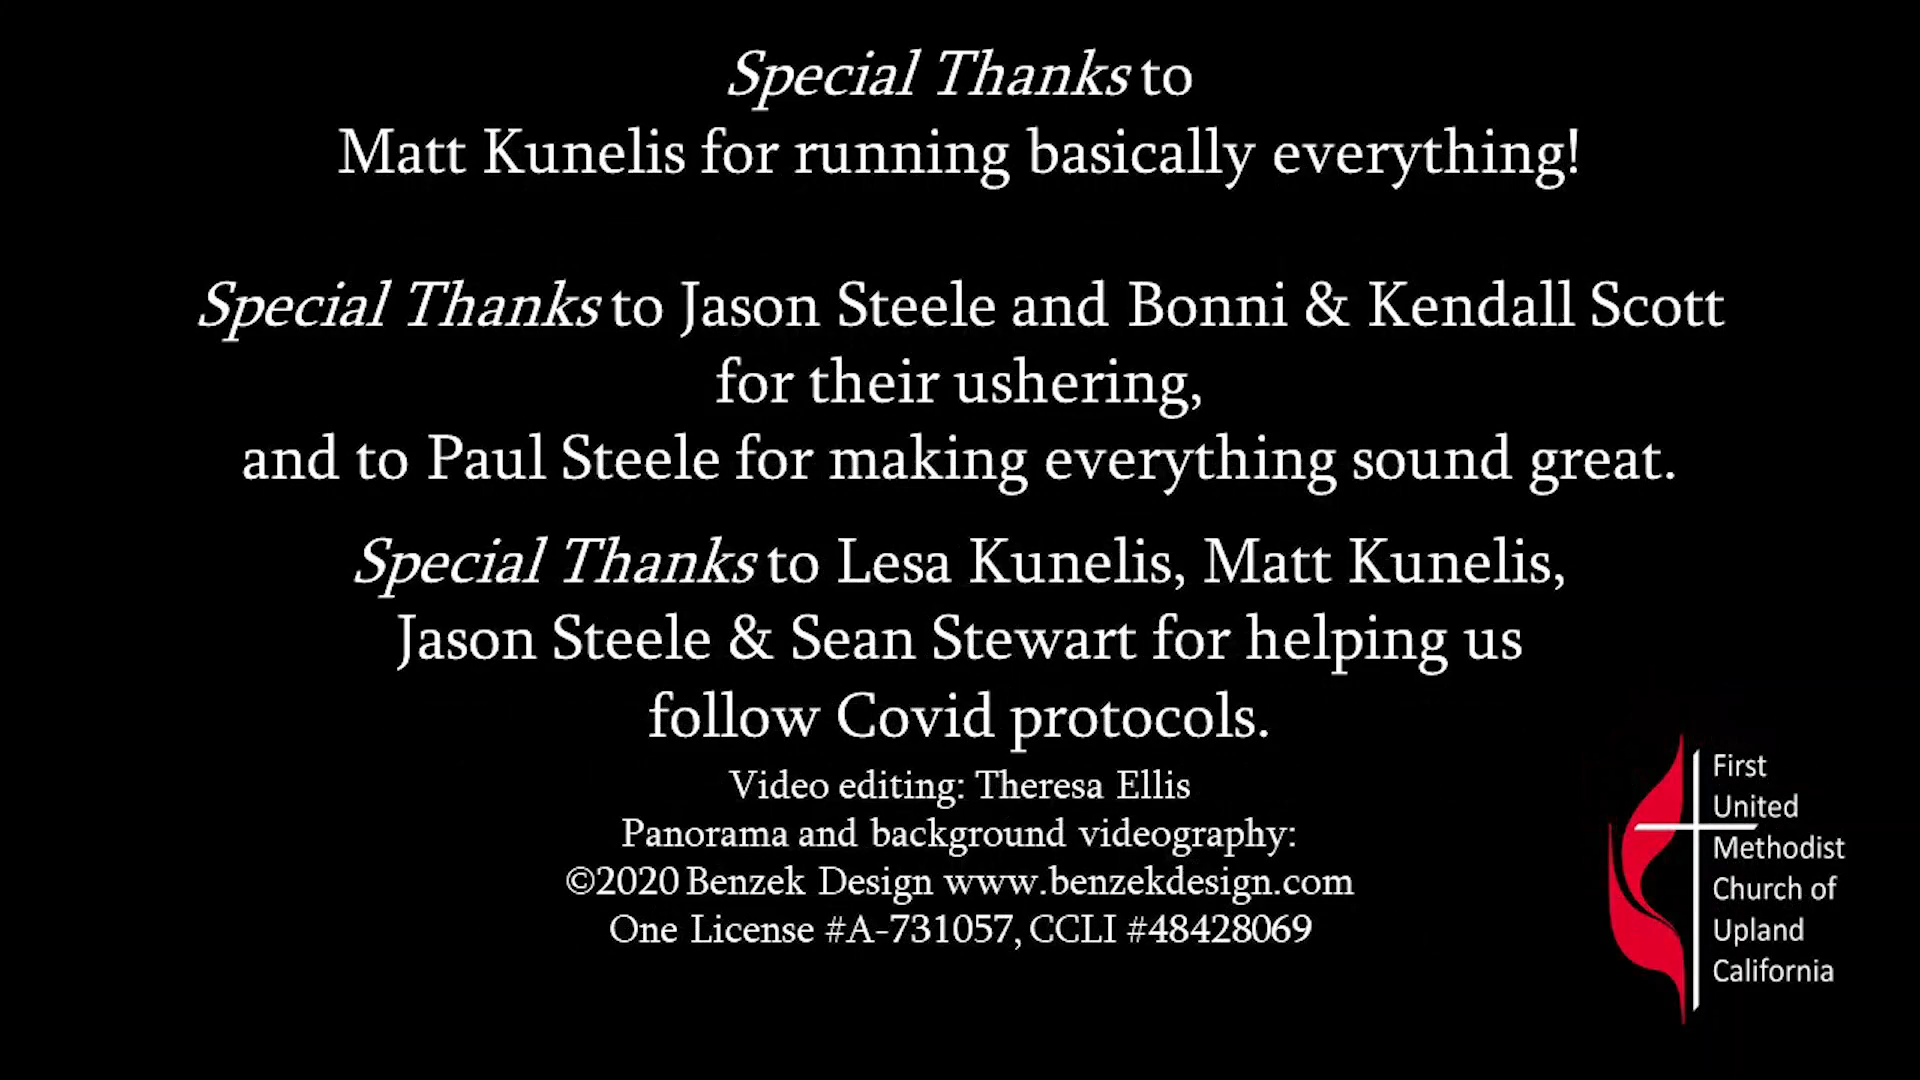 Special Thanks to
Matt Kunelis for running basically everything!
Special Thanks to Jason Steele and Bonni & Kendall Scott
for their ushering,
and to Paul Steele for making everything sound great.
Special Thanks to Lesa Kunelis, Matt Kunelis,
Jason Steele & Sean Stewart for helping us
follow Covid protocols.
Video editing: Theresa Ellis
Panorama and background videography:
©2020 Benzek Design www.benzekdesign.com
One License #A-731057, CCLI #48428069
First
United
Methodist
Church of
Upland
California